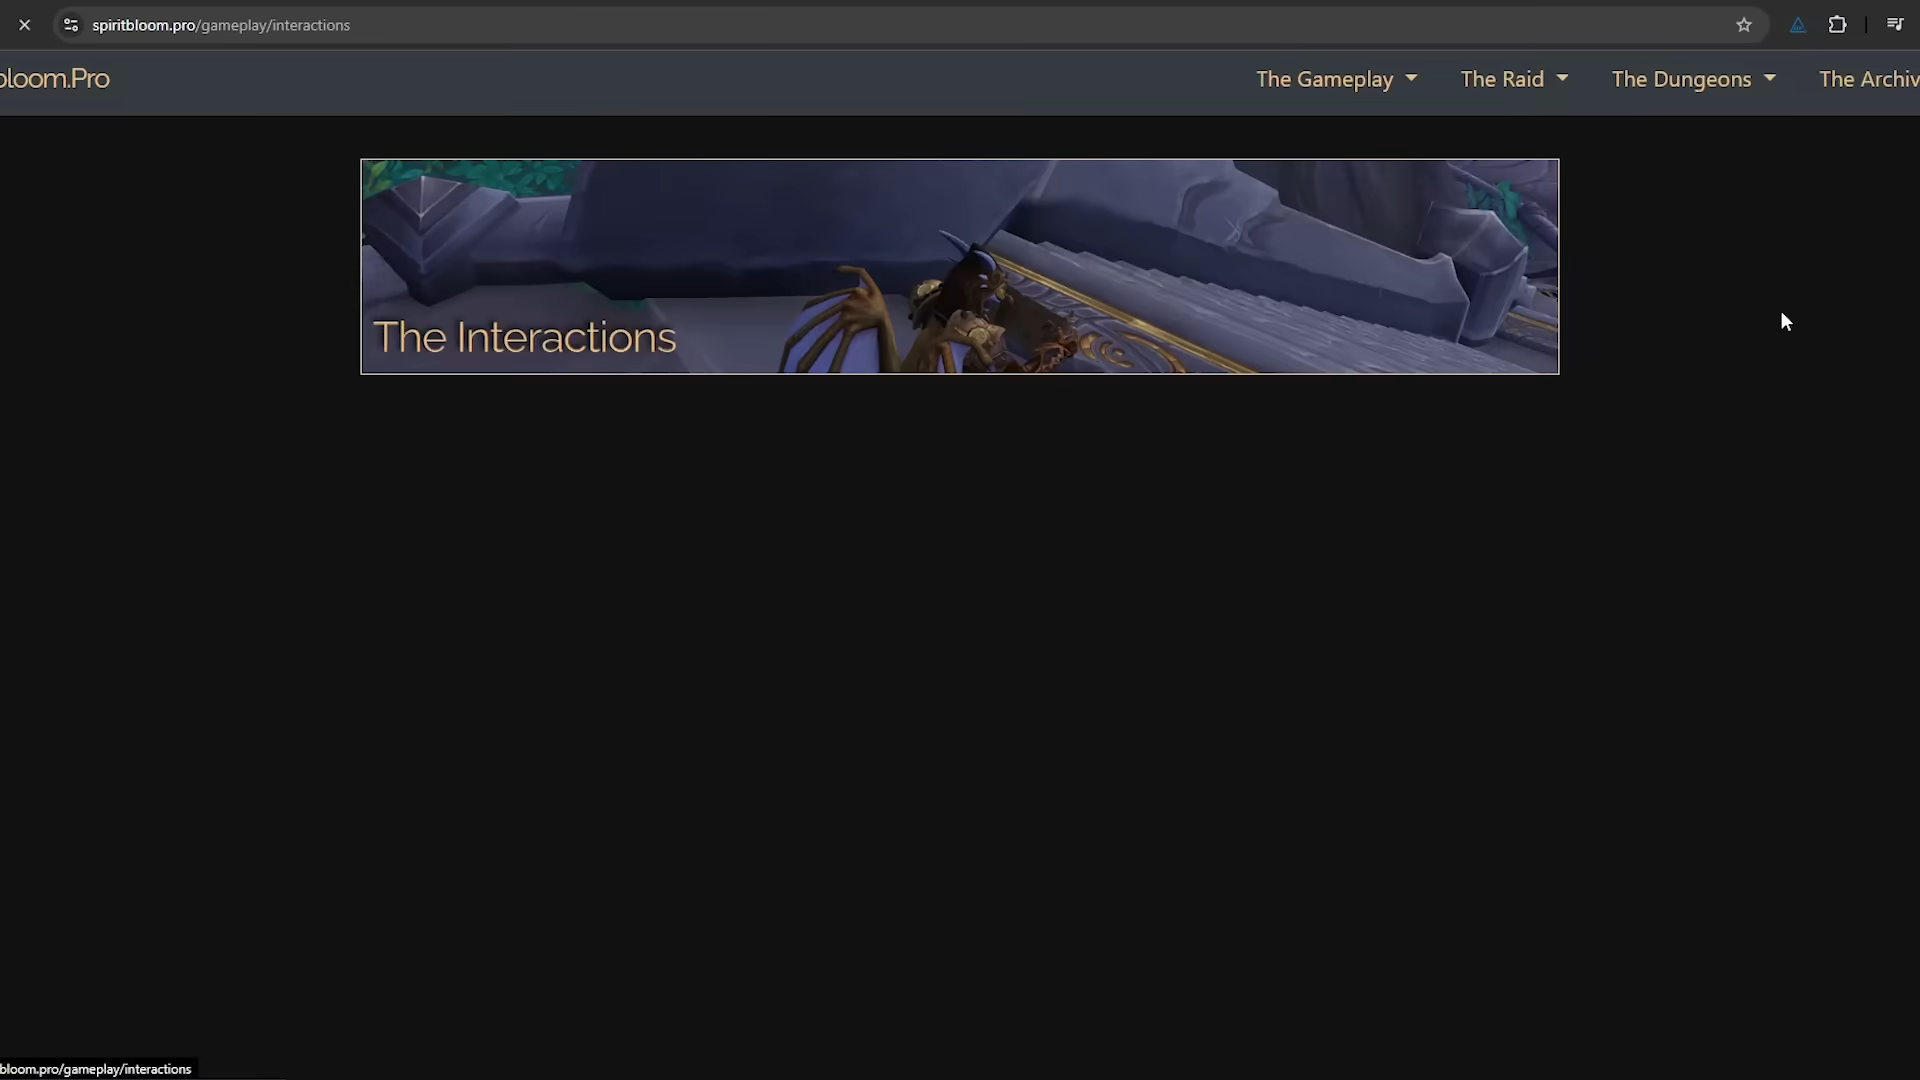 spiritbloom.pro/gameplay/interactions
bloom.Pro
The Gameplay
The Raid
The Dungeons
The Archiv
The Interactions
bloom.pro/gameplay/interactions